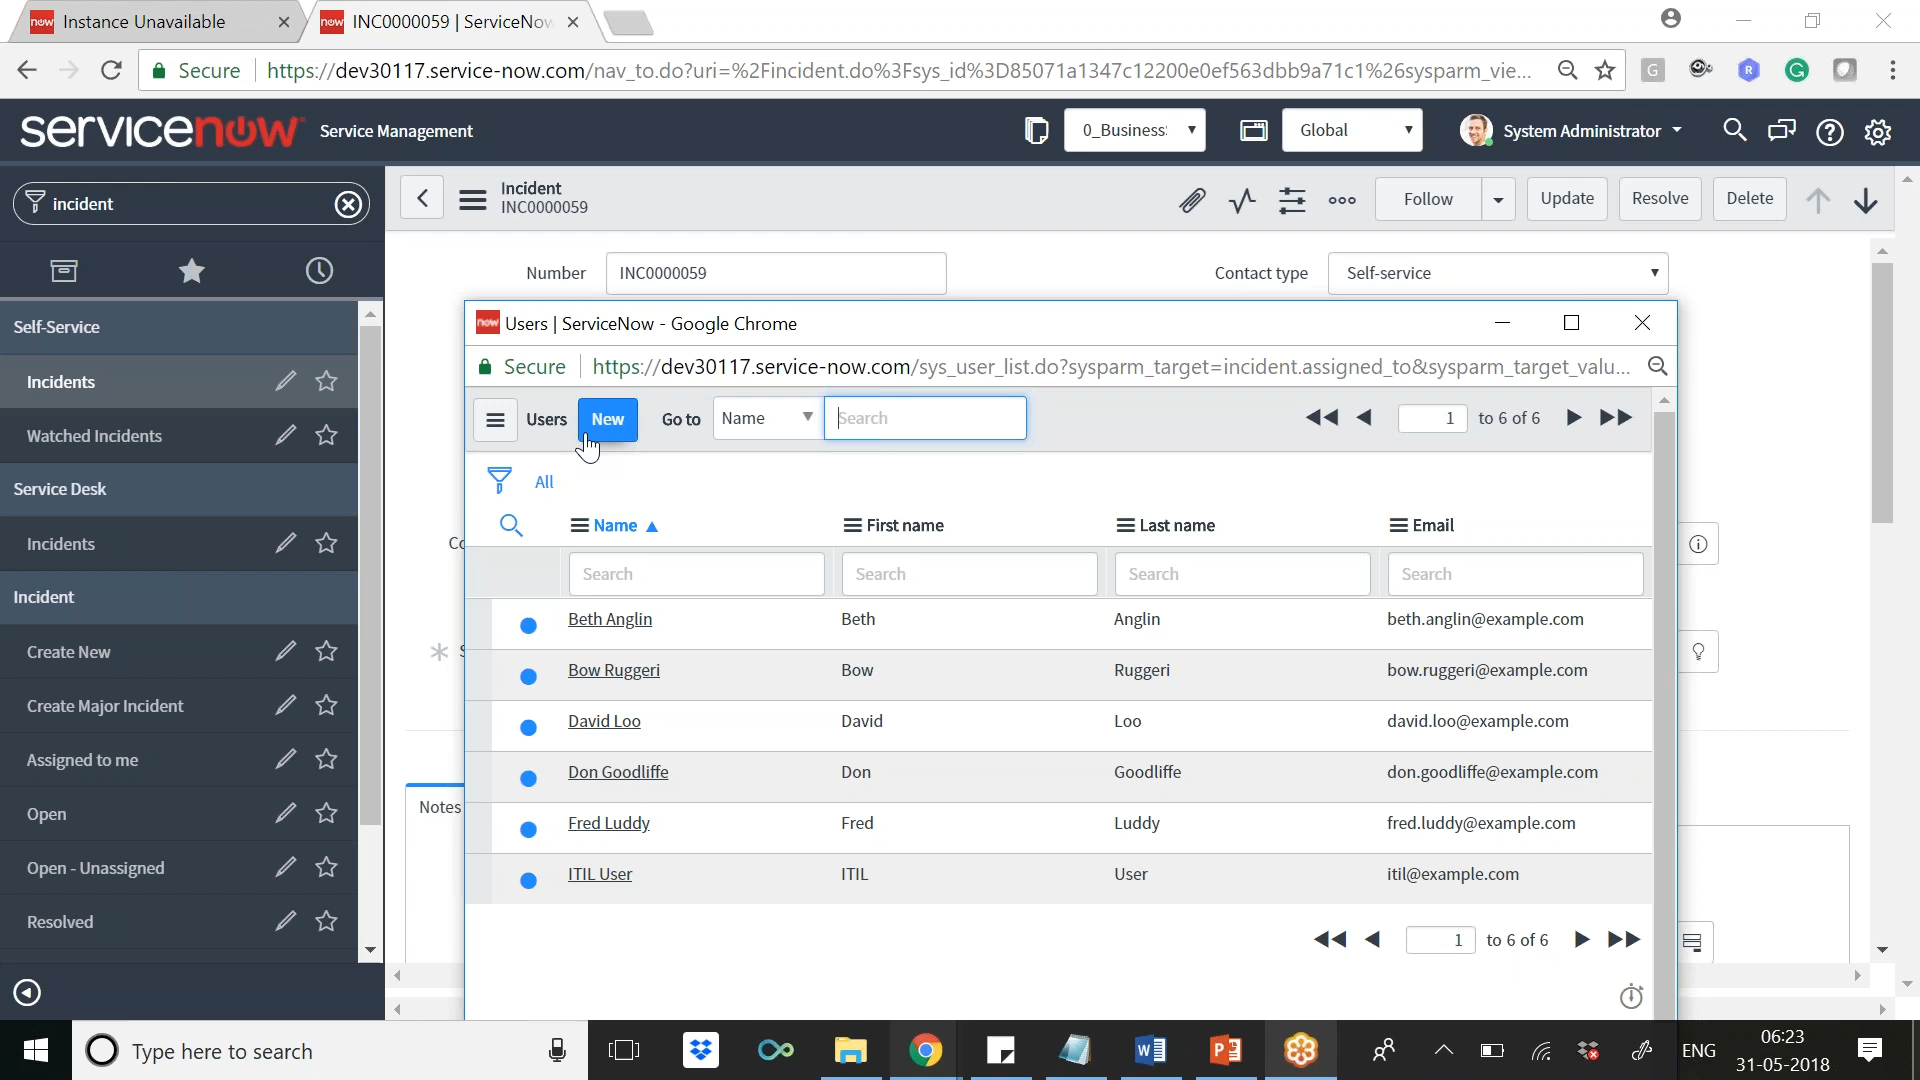 now Instance Unavailable
now INC0000059 | ServiceNow
Secure https://dev30117.service-now.com/nav_to.do?uri=%2Fincident.do%3Fsys_id%3D85071a1347c12200e0ef563dbb9a71c1%26sysparm_vie...
servicenow Service Management
0_Business
Global
System Administrator
incident
Incident
INC0000059
Follow
Update
Resolve
Delete
Number INC0000059
Contact type Self-service
Self-Service
Incidents
Watched Incidents
Service Desk
Incidents
Incident
Create New
Create Major Incident
Assigned to me
Open
Open - Unassigned
Resolved
Co
S
Notes
now Users | ServiceNow - Google Chrome
Secure https://dev30117.service-now.com/sys_user_list.do?sysparm_target=incident.assigned_to&sysparm_target_valu...
Users New Go to Name Search 1 to 6 of 6
All
Name First name Last name Email
Search Search Search Search
Beth Anglin Beth Anglin beth.anglin@example.com
Bow Ruggeri Bow Ruggeri bow.ruggeri@example.com
David Loo David Loo david.loo@example.com
Don Goodliffe Don Goodliffe don.goodliffe@example.com
Fred Luddy Fred Luddy fred.luddy@example.com
ITIL User ITIL User itil@example.com
1 to 6 of 6
Type here to search
ENG
06:23
31-05-2018